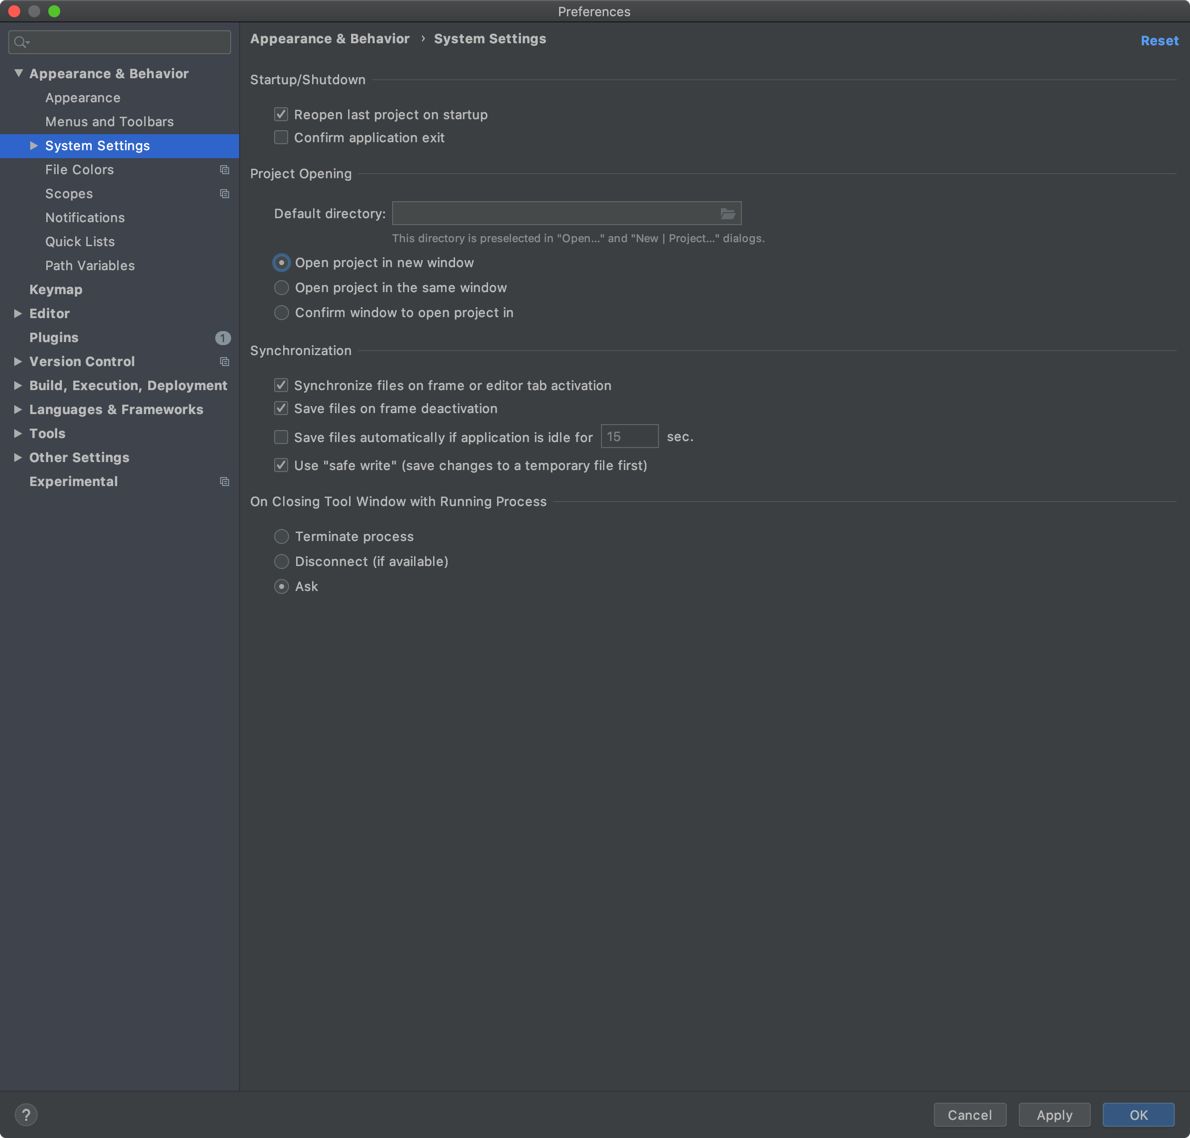 Preferences
Appearance & Behavior
Appearance
Menus and Toolbars
System Settings
File Colors
Scopes
Notifications
Quick Lists
Path Variables
Keymap
Editor
Plugins 1
Version Control
Build, Execution, Deployment
Languages & Frameworks
Tools
Other Settings
Experimental
Appearance & Behavior › System Settings
Reset
Startup/Shutdown
Reopen last project on startup
Confirm application exit
Project Opening
Default directory:
This directory is preselected in "Open..." and "New | Project..." dialogs.
Open project in new window
Open project in the same window
Confirm window to open project in
Synchronization
Synchronize files on frame or editor tab activation
Save files on frame deactivation
Save files automatically if application is idle for 15 sec.
Use "safe write" (save changes to a temporary file first)
On Closing Tool Window with Running Process
Terminate process
Disconnect (if available)
Ask
? Cancel Apply OK